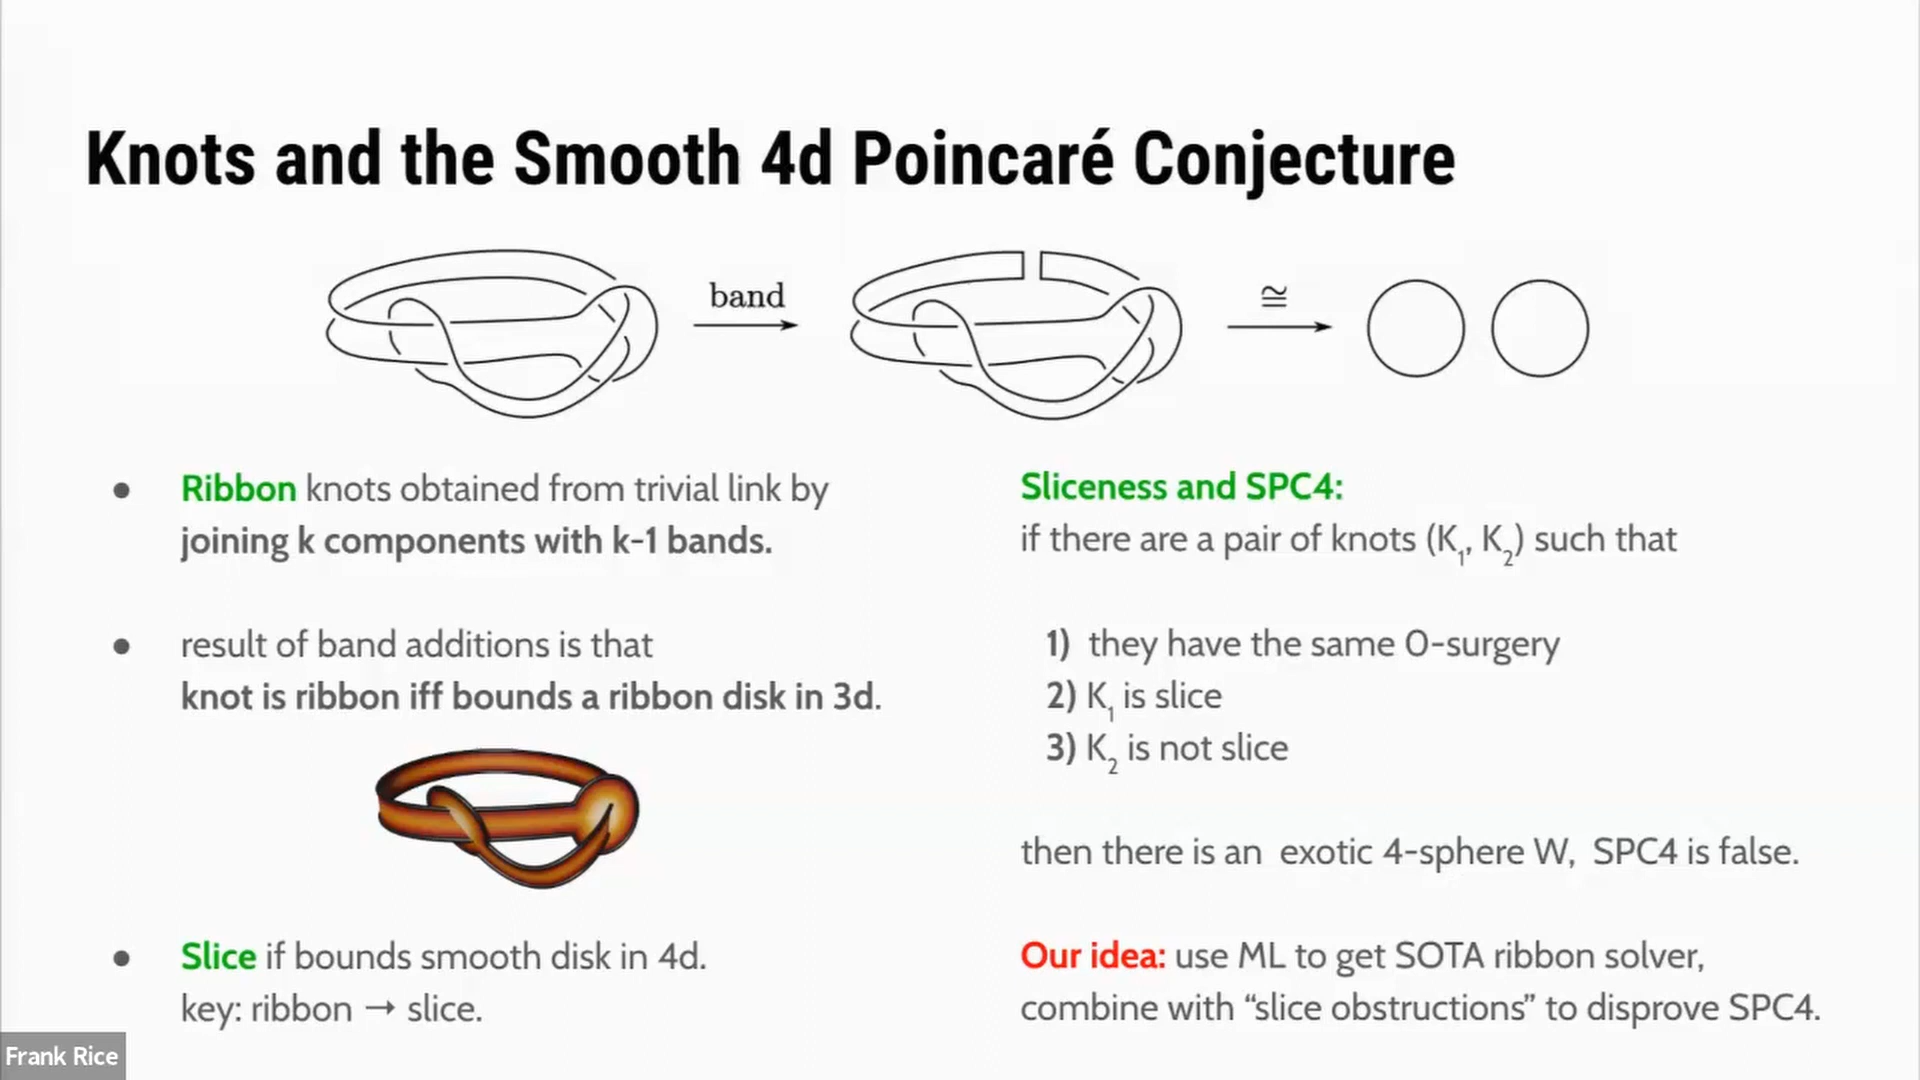 Knots and the Smooth 4d Poincaré Conjecture
band
≅
● Ribbon knots obtained from trivial link by
joining k components with k-1 bands.
● result of band additions is that
knot is ribbon iff bounds a ribbon disk in 3d.
● Slice if bounds smooth disk in 4d.
key: ribbon → slice.
Sliceness and SPC4:
if there are a pair of knots (K₁, K₂) such that
1) they have the same 0-surgery
2) K₁ is slice
3) K₂ is not slice
then there is an exotic 4-sphere W, SPC4 is false.
Our idea: use ML to get SOTA ribbon solver,
combine with “slice obstructions” to disprove SPC4.
Frank Rice